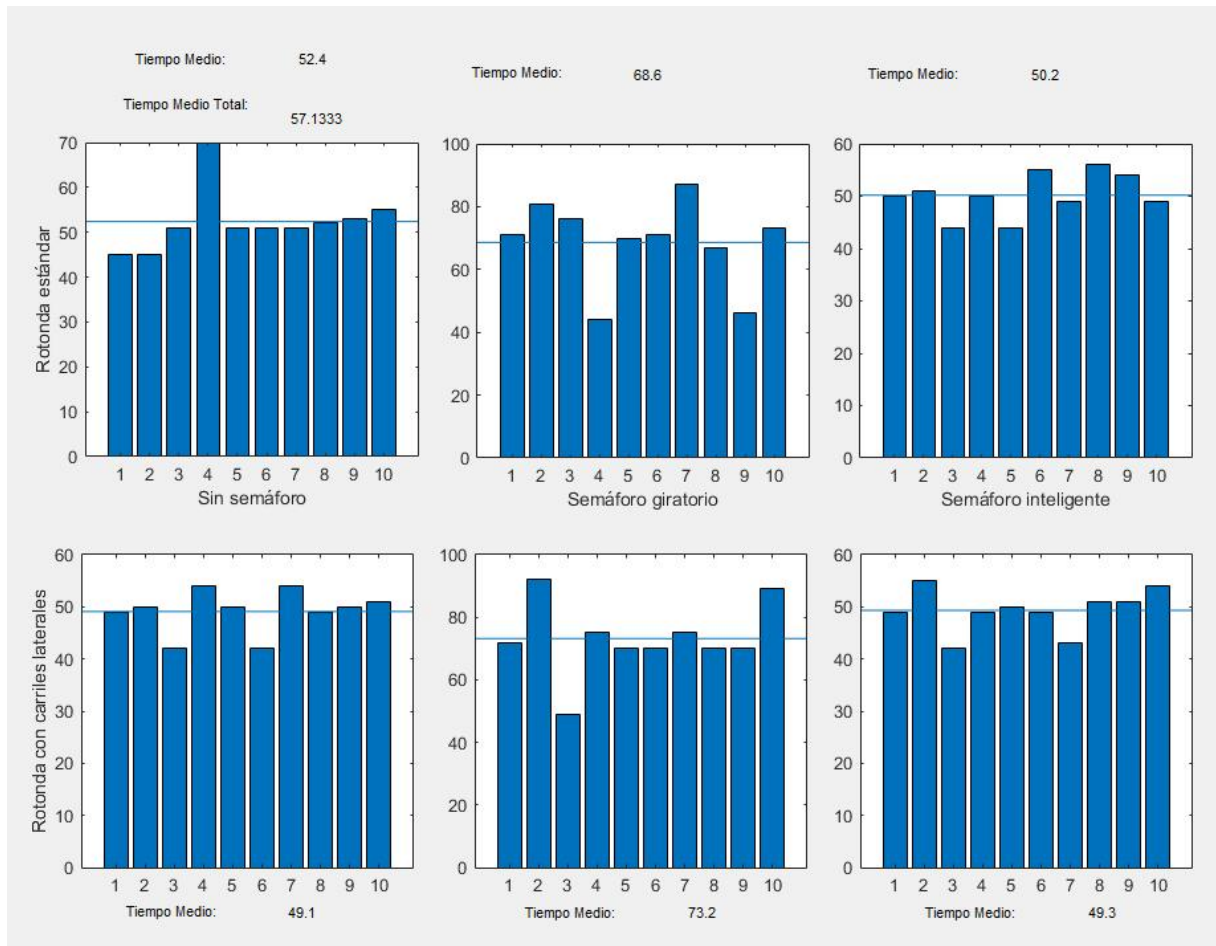 Tiempo Medio: 52.4
Tiempo Medio: 68.6
Tiempo Medio: 50.2
Tiempo Medio Total: 57.1333
Rotonda estándar
70
60
50
40
30
20
10
0
1 2 3 4 5 6 7 8 9 10
Sin semáforo
100
80
60
40
20
0
1 2 3 4 5 6 7 8 9 10
Semáforo giratorio
60
50
40
30
20
10
0
1 2 3 4 5 6 7 8 9 10
Semáforo inteligente
Rotonda con carriles laterales
60
50
40
30
20
10
0
1 2 3 4 5 6 7 8 9 10
Tiempo Medio: 49.1
100
80
60
40
20
0
1 2 3 4 5 6 7 8 9 10
Tiempo Medio: 73.2
60
50
40
30
20
10
0
1 2 3 4 5 6 7 8 9 10
Tiempo Medio: 49.3